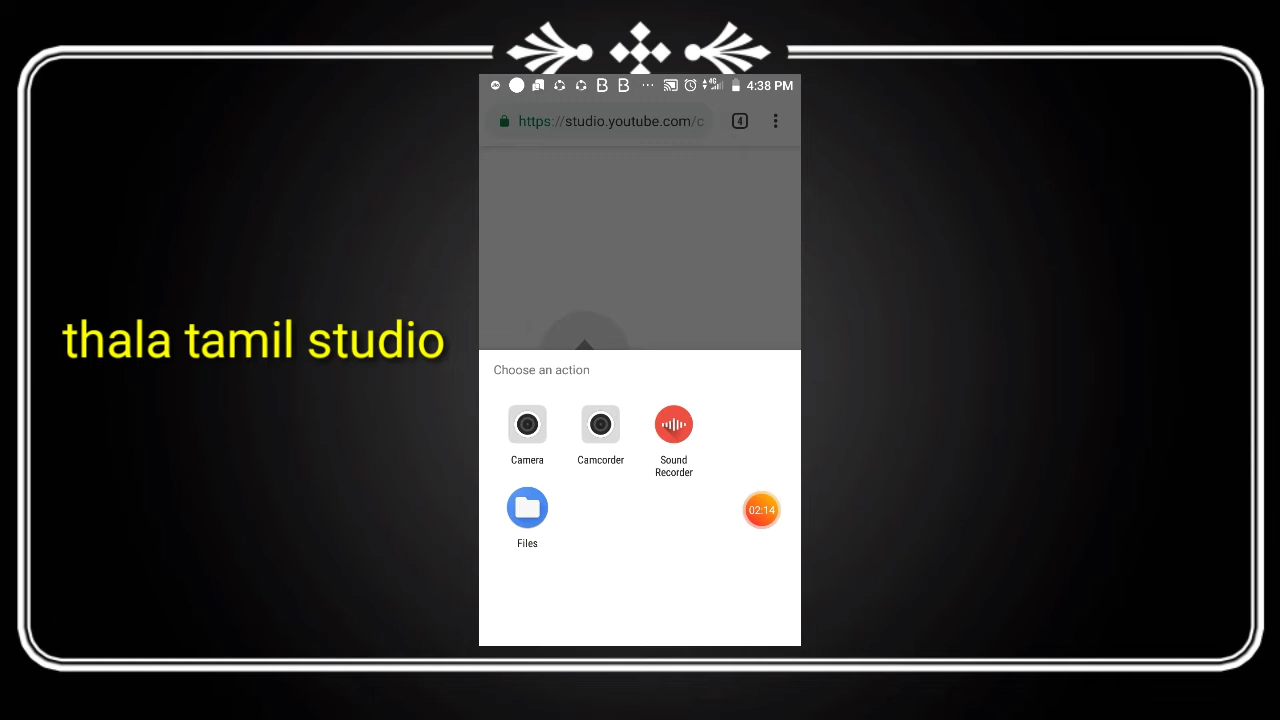 4G 4:38 PM
https://studio.youtube.com/c 4
thala tamil studio
Choose an action
Camera Camcorder Sound
Recorder
02:14
Files